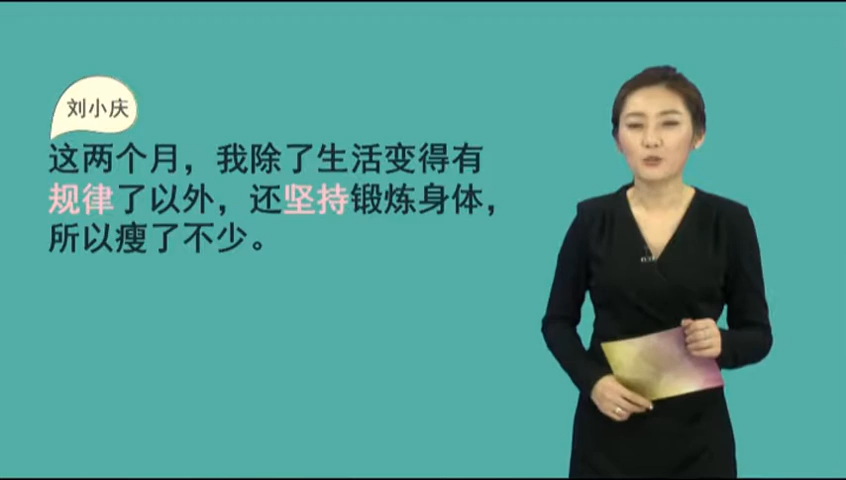 刘小庆
这两个月，我除了生活变得有
规律了以外，还坚持锻炼身体，
所以瘦了不少。